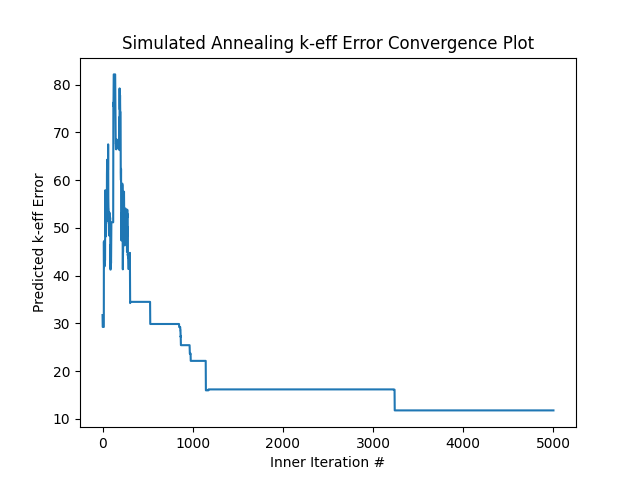 Simulated Annealing k-eff Error Convergence Plot
Predicted k-eff Error
80
70
60
50
40
30
20
10
0 1000 2000 3000 4000 5000
Inner Iteration #